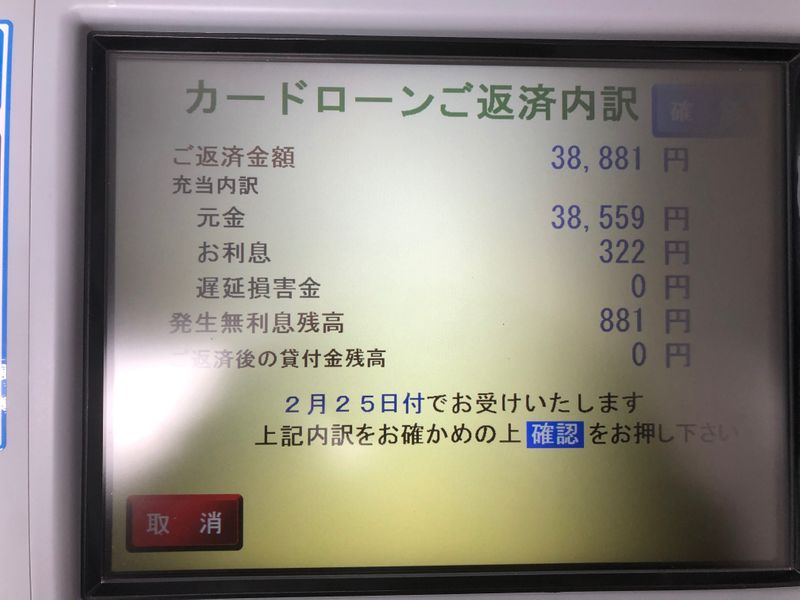 カードローンご返済内訳
確
ご返済金額 38,881 円
充当内訳
元金 38,559 円
お利息 322 円
遅延損害金 0 円
発生無利息残高 881 円
ご返済後の貸付金残高 0 円
2月25日付でお受けいたします
上記内訳をお確かめの上 確認 をお押し下さい
取 消